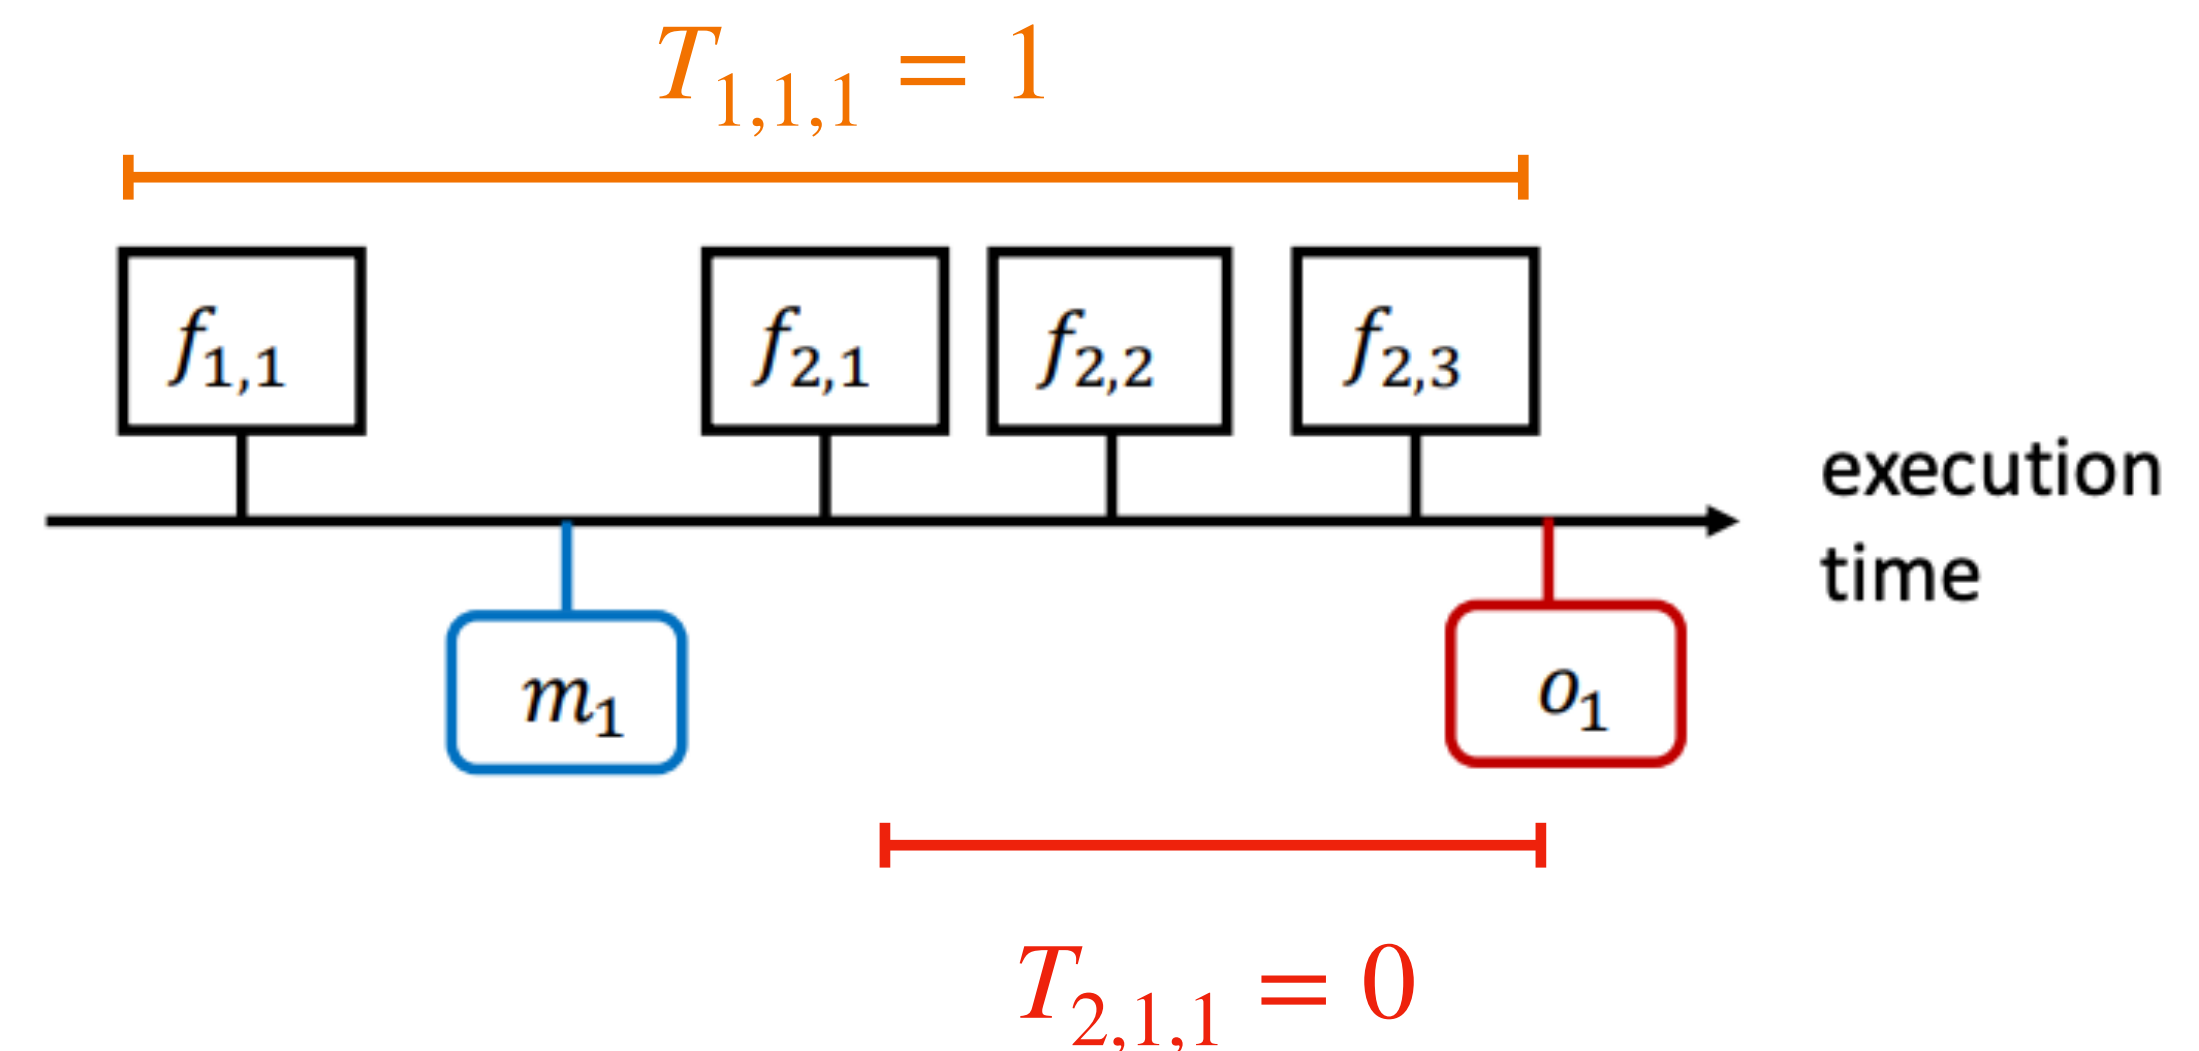 T1,1,1 = 1
f1,1
f2,1
f2,2
f2,3
execution
time
m1
o1
T2,1,1 = 0